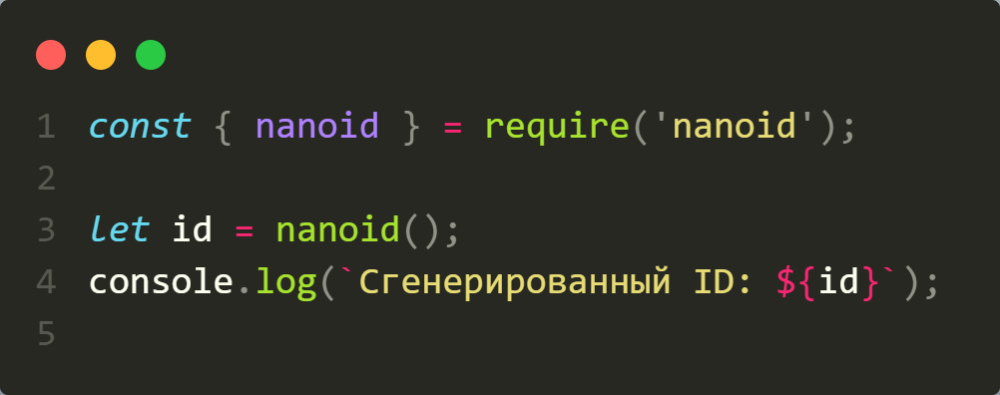 1 const { nanoid } = require('nanoid');
2
3 let id = nanoid();
4 console.log(`Сгенерированный ID: ${id}`);
5